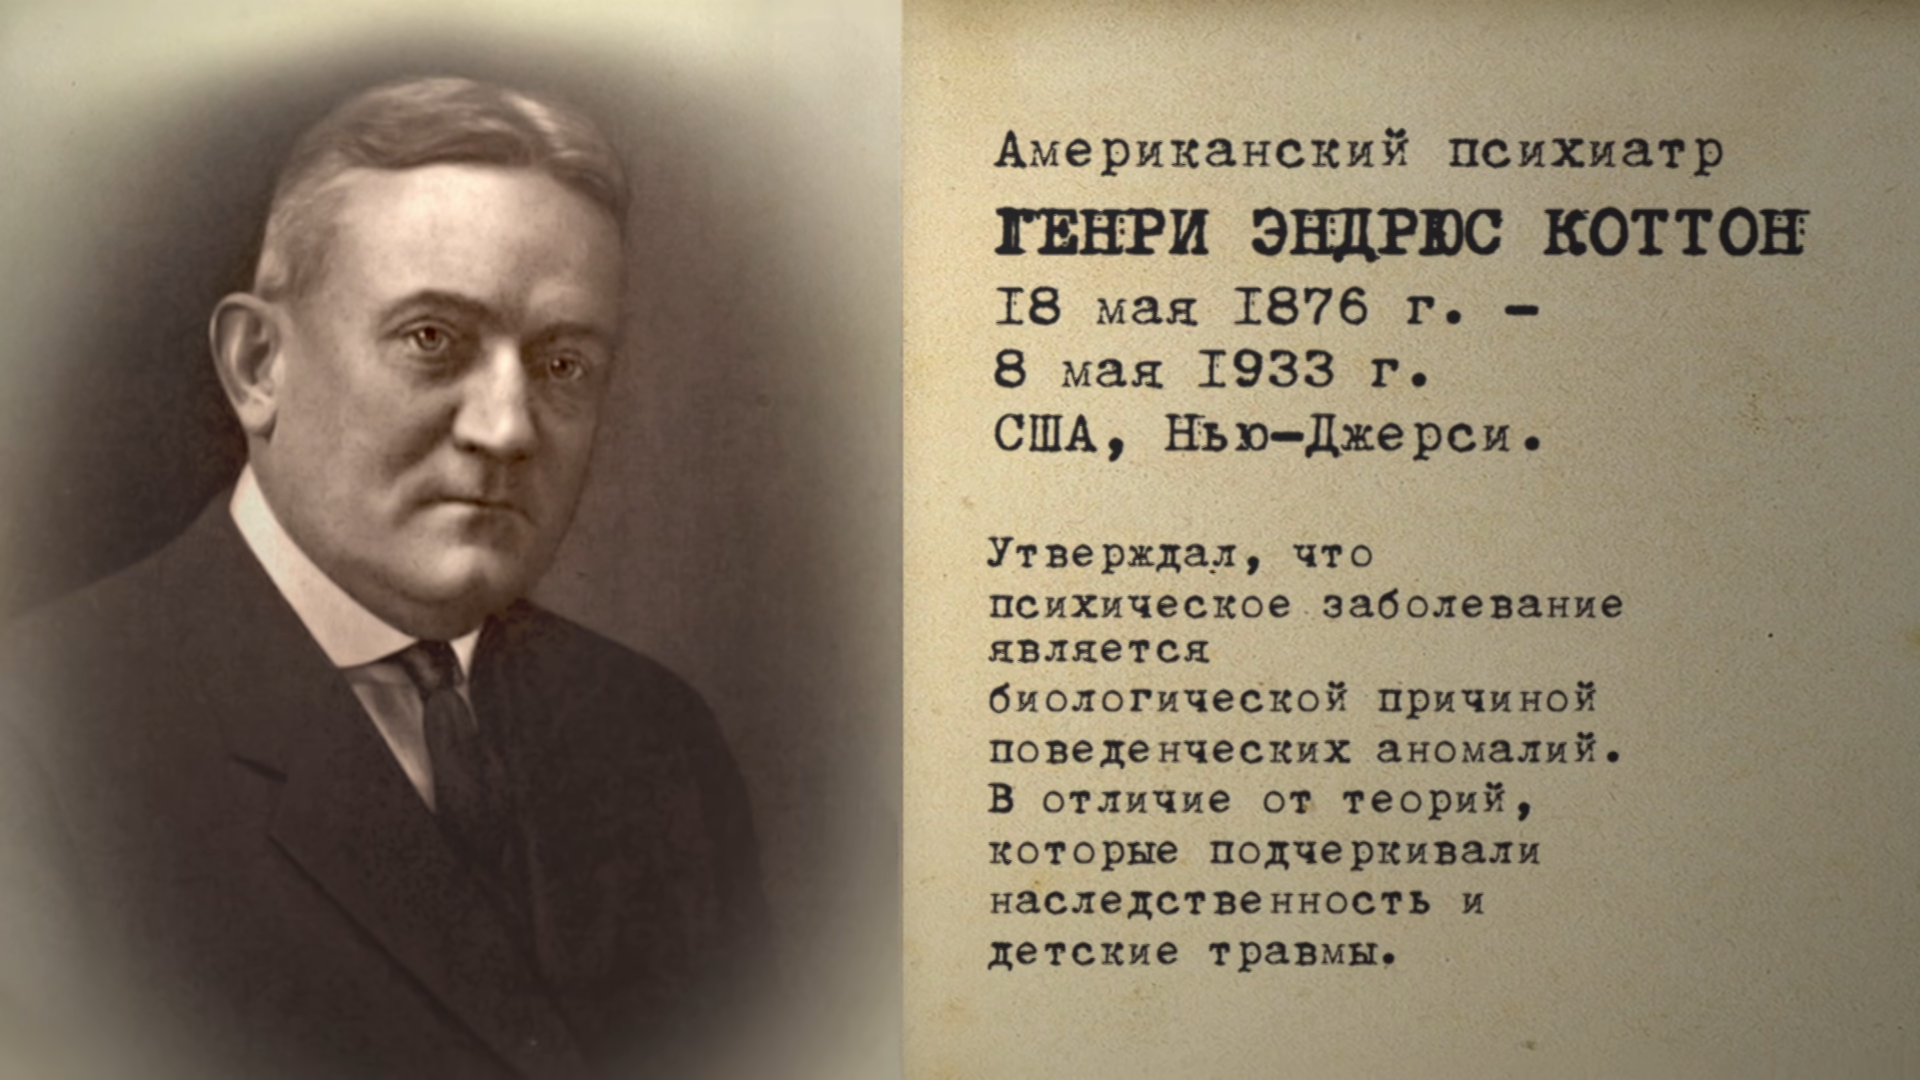 Американский психиатр
ГЕНРИ ЭНДРЮС КОТТОН
18 мая 1876 г. –
8 мая 1933 г.
США, Нью-Джерси.
Утверждал, что
психическое заболевание
является
биологической причиной
поведенческих аномалий.
В отличие от теорий,
которые подчеркивали
наследственность и
детские травмы.